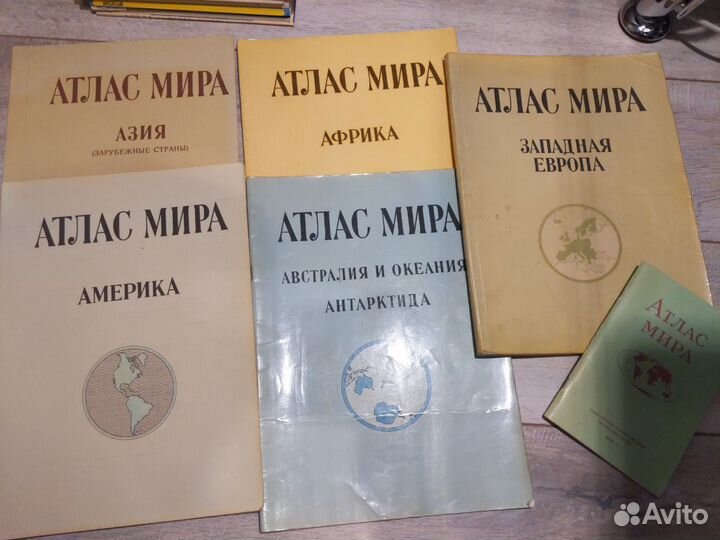 АТЛАС МИРА
АЗИЯ
(ЗАРУБЕЖНЫЕ СТРАНЫ)
АТЛАС МИРА
АФРИКА
АТЛАС МИРА
ЗАПАДНАЯ
ЕВРОПА
АТЛАС МИРА
АМЕРИКА
АТЛАС МИРА
АВСТРАЛИЯ И ОКЕАНИЯ
АНТАРКТИДА
АТЛАС
МИРА
Avito